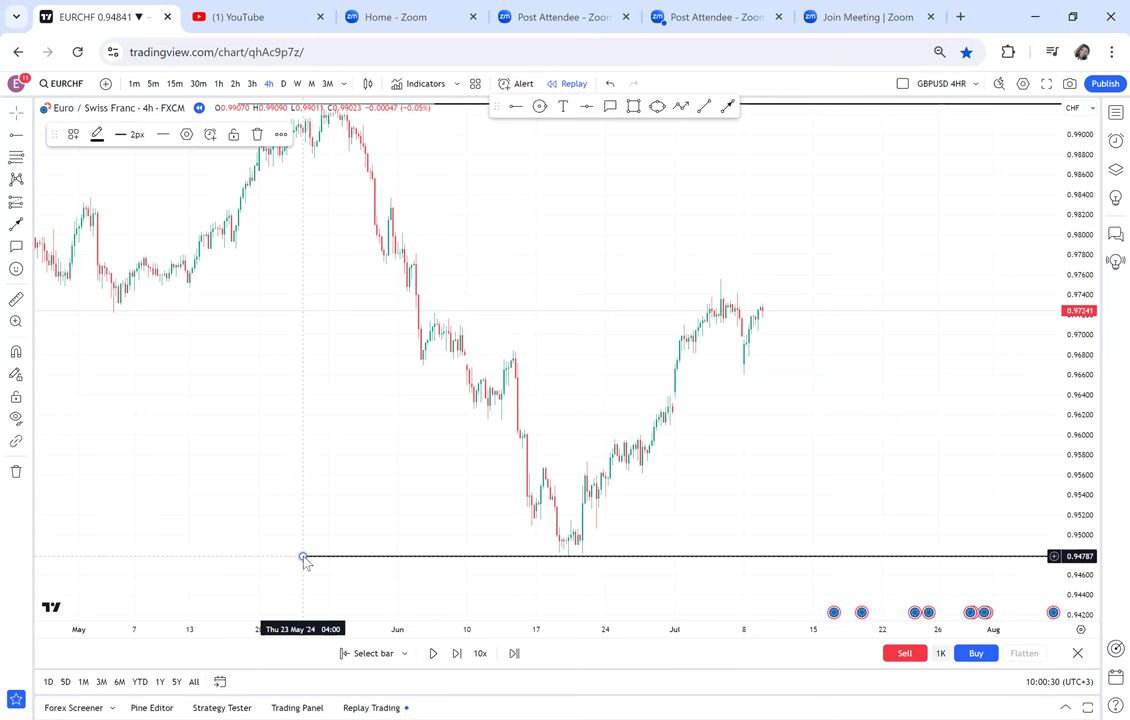 EURCHF 0.94841 ▼ −
(1) YouTube
Home - Zoom
Post Attendee - Zoom
Post Attendee - Zoom
Join Meeting | Zoom
tradingview.com/chart/qhAc9p7z/
E 11
EURCHF
1m 5m 15m 30m 1h 2h 3h 4h D W M 3M
Indicators
Alert
Replay
GBPUSD 4HR
Publish
Euro / Swiss Franc · 4h · FXCM
O0.99070 H0.99090 L0.99011 C0.99023 −0.00047 (−0.05%)
CHF
2px
0.99000
0.98800
0.98600
0.98400
0.98200
0.98000
0.97800
0.97600
0.97400
0.97241
0.97000
0.96800
0.96600
0.96400
0.96200
0.96000
0.95800
0.95600
0.95400
0.95200
0.95000
0.94787
0.94600
0.94400
0.94200
May 7 13 Thu 23 May '24 04:00 Jun 10 17 24 Jul 8 15 22 26 Aug
Select bar
10x
Sell 1K Buy Flatten
1D 5D 1M 3M 6M YTD 1Y 5Y All
10:00:30 (UTC+3)
Forex Screener Pine Editor Strategy Tester Trading Panel Replay Trading